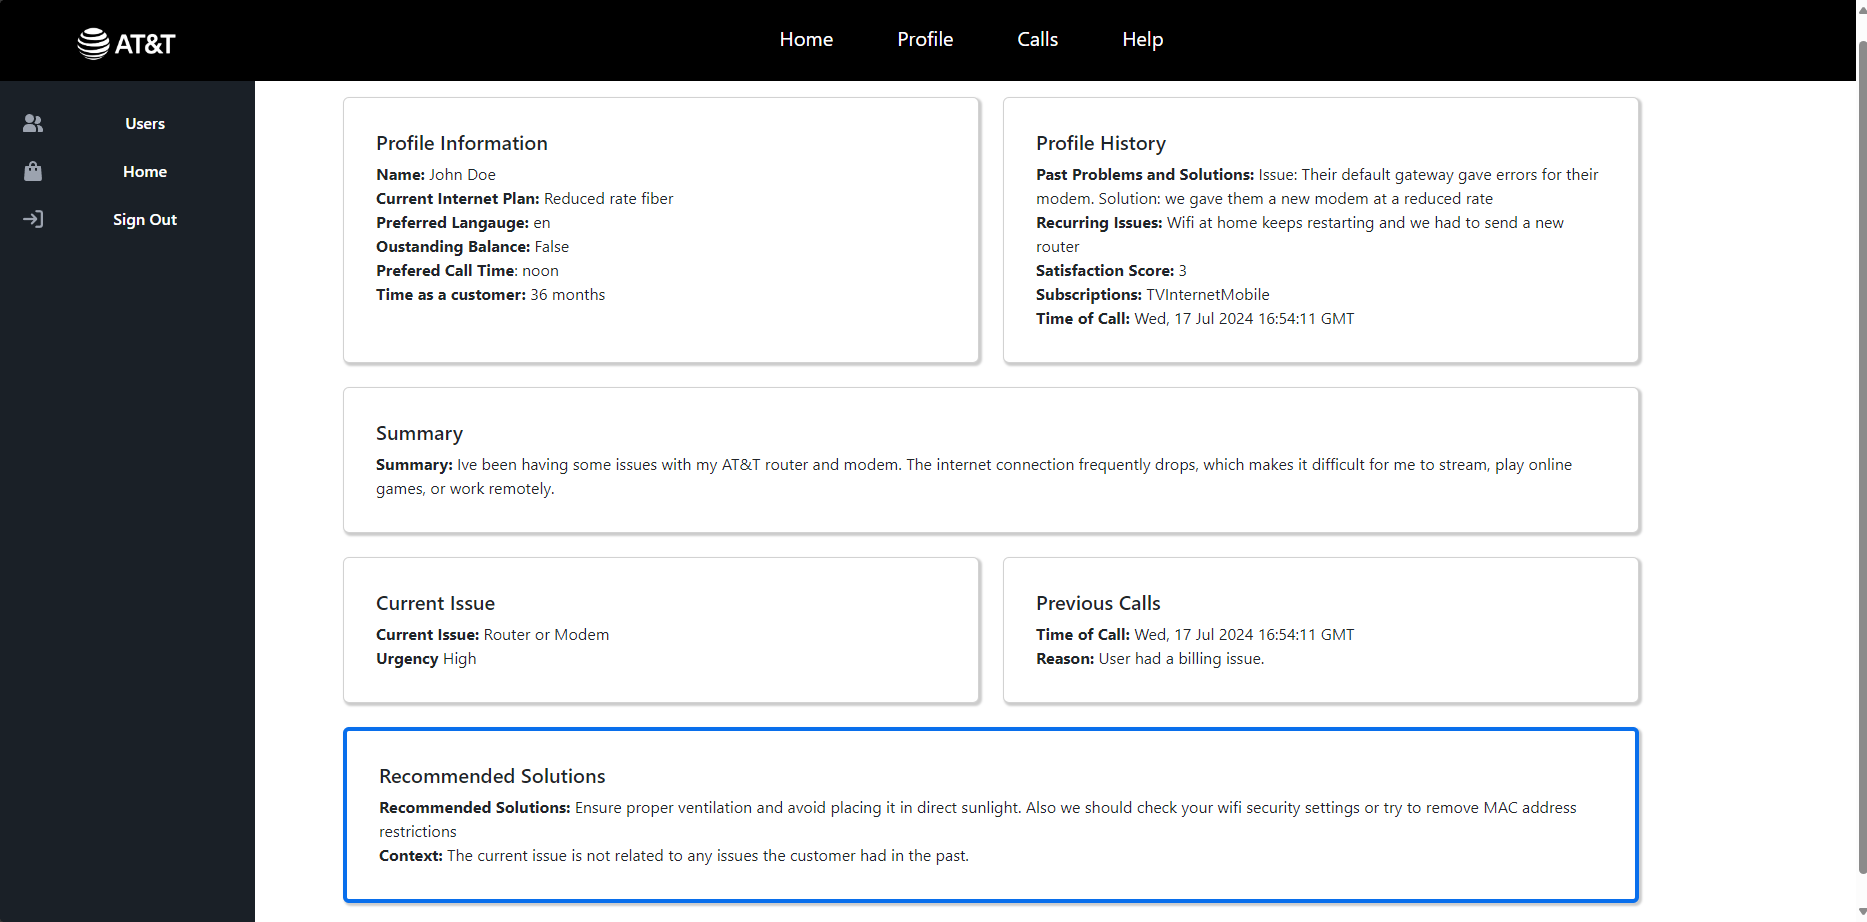 AT&T
Home Profile Calls Help
Users
Home
Sign Out
Profile Information
Name: John Doe
Current Internet Plan: Reduced rate fiber
Preferred Langauge: en
Oustanding Balance: False
Prefered Call Time: noon
Time as a customer: 36 months
Profile History
Past Problems and Solutions: Issue: Their default gateway gave errors for their
modem. Solution: we gave them a new modem at a reduced rate
Recurring Issues: Wifi at home keeps restarting and we had to send a new
router
Satisfaction Score: 3
Subscriptions: TVInternetMobile
Time of Call: Wed, 17 Jul 2024 16:54:11 GMT
Summary
Summary: Ive been having some issues with my AT&T router and modem. The internet connection frequently drops, which makes it difficult for me to stream, play online
games, or work remotely.
Current Issue
Current Issue: Router or Modem
Urgency High
Previous Calls
Time of Call: Wed, 17 Jul 2024 16:54:11 GMT
Reason: User had a billing issue.
Recommended Solutions
Recommended Solutions: Ensure proper ventilation and avoid placing it in direct sunlight. Also we should check your wifi security settings or try to remove MAC address
restrictions
Context: The current issue is not related to any issues the customer had in the past.